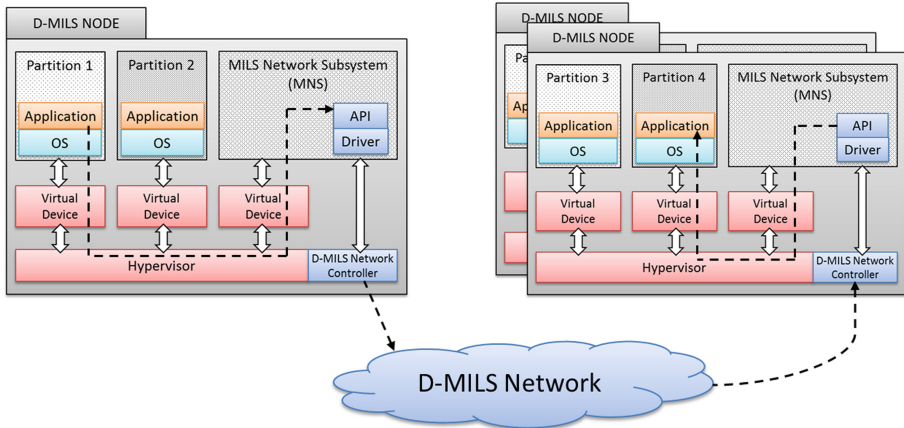 D-MILS NODE
Partition 1
Partition 2
MILS Network Subsystem
(MNS)
Application
Application
API
OS
OS
Driver
Virtual
Device
Virtual
Device
Virtual
Device
Hypervisor
D-MILS Network
Controller
D-MILS NODE
D-MILS NODE
Partition 3
Partition 4
MILS Network Subsystem
(MNS)
Application
Application
API
OS
OS
Driver
Virtual
Device
Virtual
Device
Virtual
Device
Hypervisor
D-MILS Network
Controller
D-MILS Network